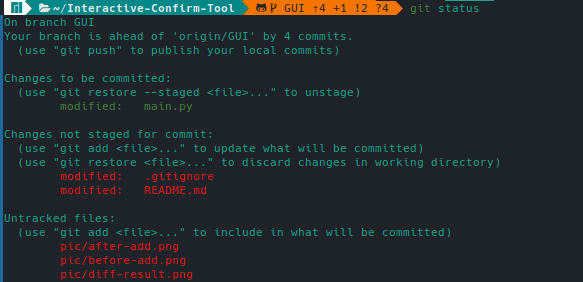 ~/Interactive-Confirm-Tool GUI ↑4 +1 !2 ?4 git status
On branch GUI
Your branch is ahead of 'origin/GUI' by 4 commits.
(use "git push" to publish your local commits)
Changes to be committed:
(use "git restore --staged <file>..." to unstage)
modified: main.py
Changes not staged for commit:
(use "git add <file>..." to update what will be committed)
(use "git restore <file>..." to discard changes in working directory)
modified: .gitignore
modified: README.md
Untracked files:
(use "git add <file>..." to include in what will be committed)
pic/after-add.png
pic/before-add.png
pic/diff-result.png